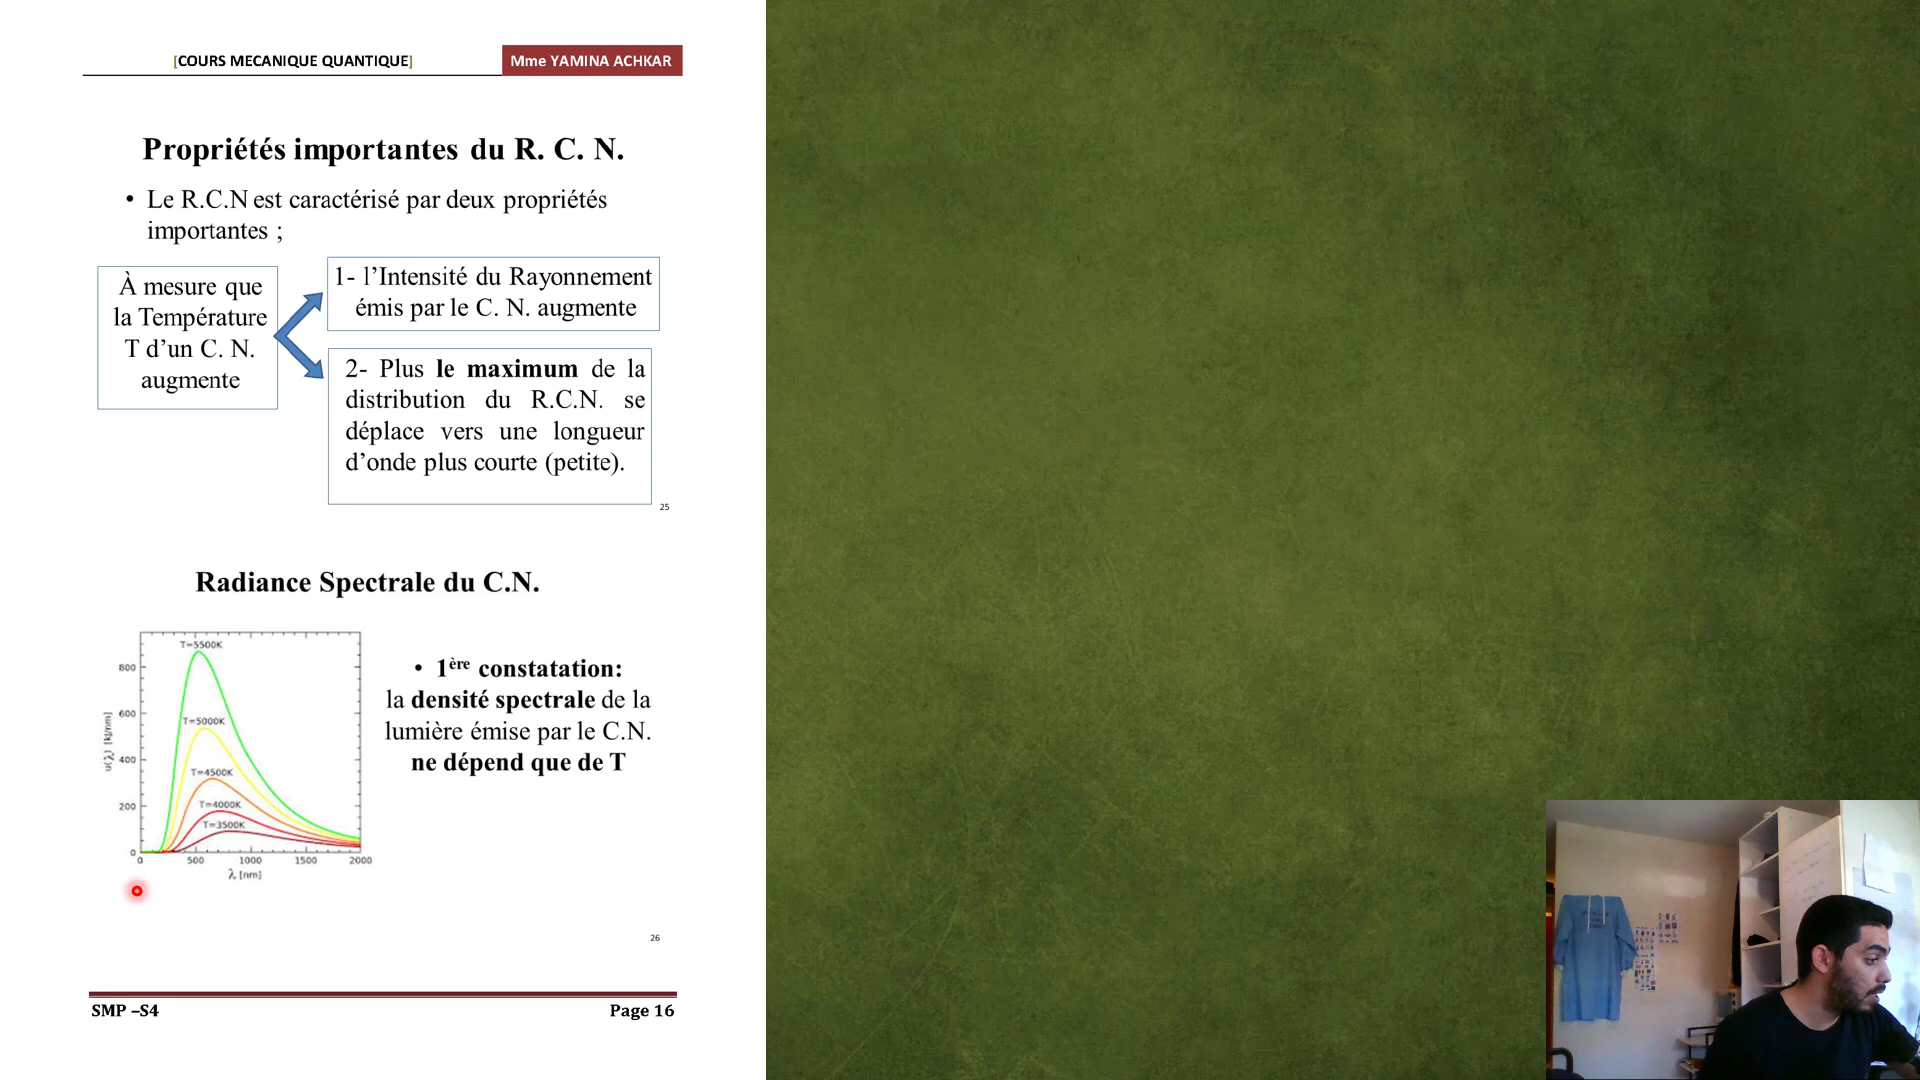 [COURS MECANIQUE QUANTIQUE]
Mme YAMINA ACHKAR
Propriétés importantes du R. C. N.
• Le R.C.N est caractérisé par deux propriétés
importantes ;
À mesure que
la Température
T d’un C. N.
augmente
1- l’Intensité du Rayonnement
émis par le C. N. augmente
2- Plus le maximum de la
distribution du R.C.N. se
déplace vers une longueur
d’onde plus courte (petite).
25
Radiance Spectrale du C.N.
T=5500K
T=5000K
T=4500K
T=4000K
T=3500K
800
600
400
200
0
0 500 1000 1500 2000
λ [nm]
u(λ) [kJ/nm]
• 1ère constatation:
la densité spectrale de la
lumière émise par le C.N.
ne dépend que de T
26
SMP –S4
Page 16